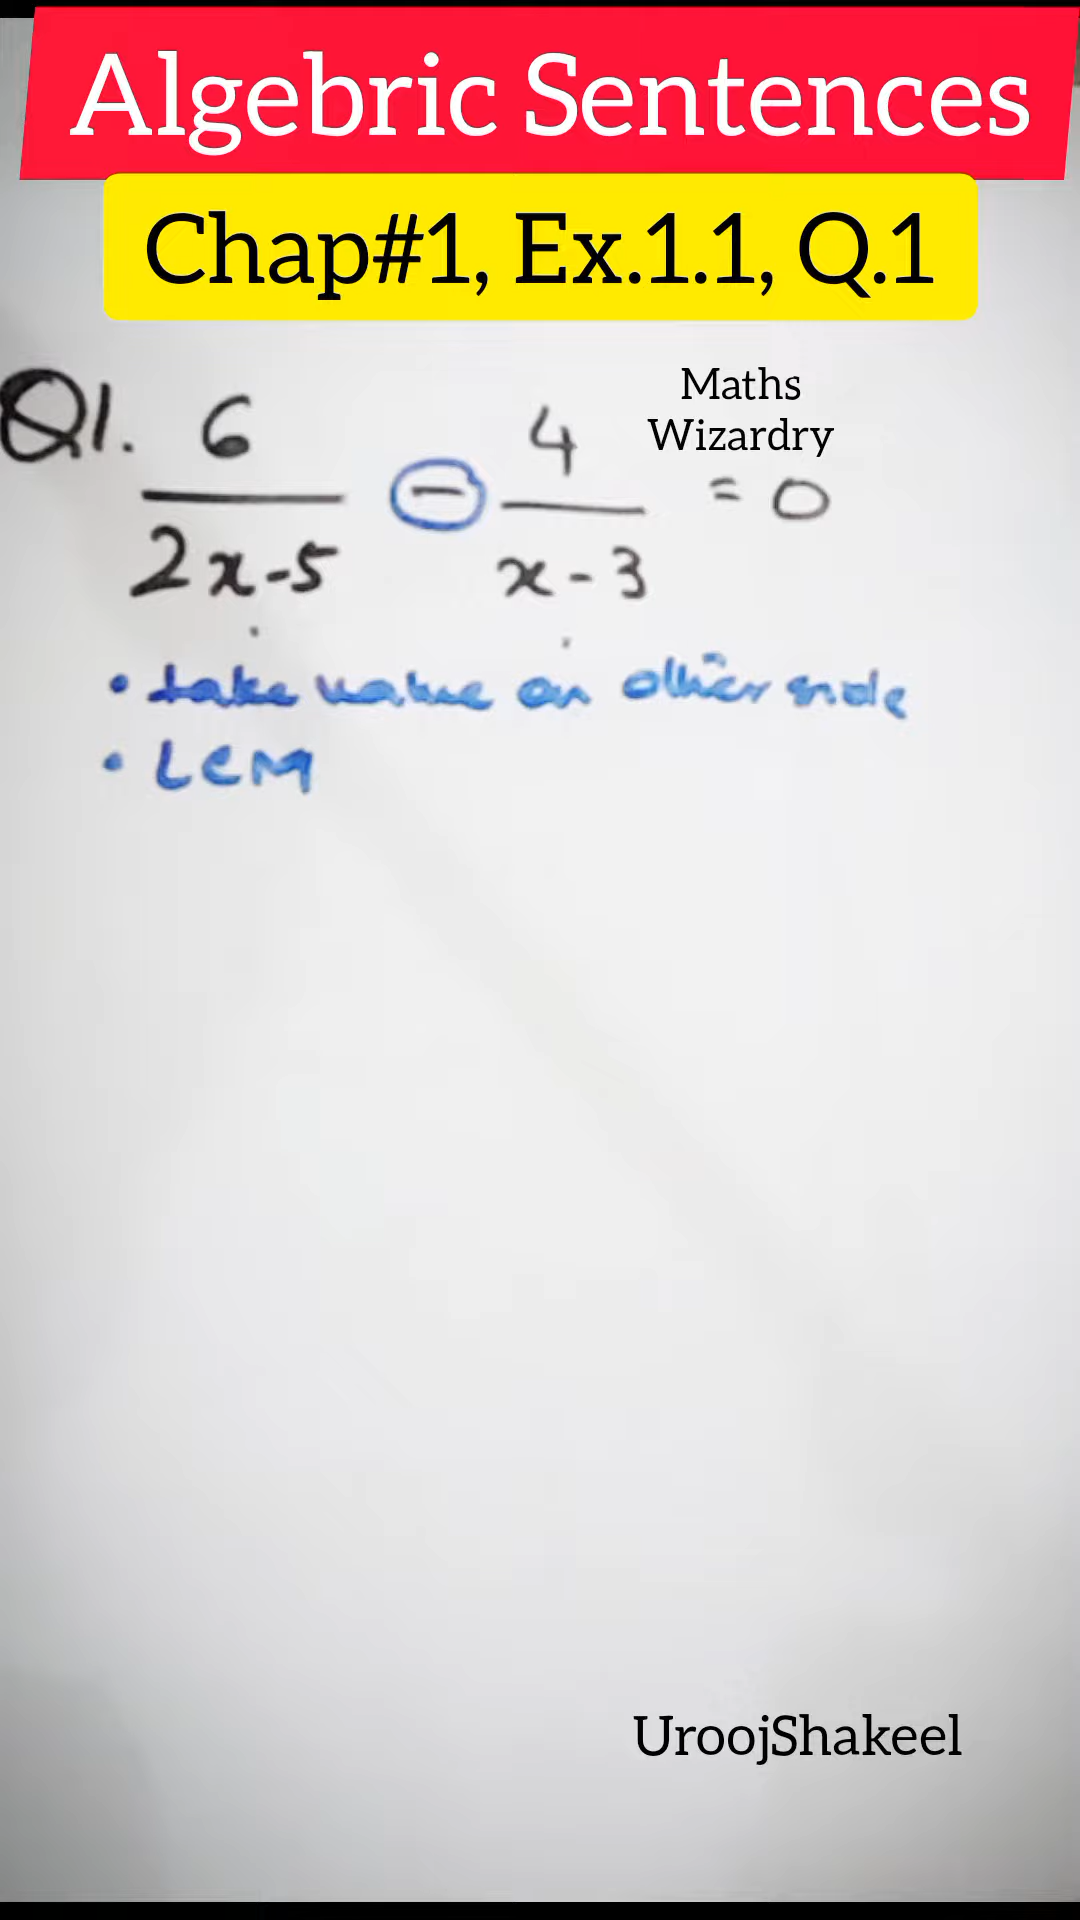 Algebric Sentences
Chap#1, Ex.1.1, Q.1
Maths
Wizardry
Q1. 6/(2x-5) - 4/(x-3) = 0
• take value on other side
• LCM
UroojShakeel